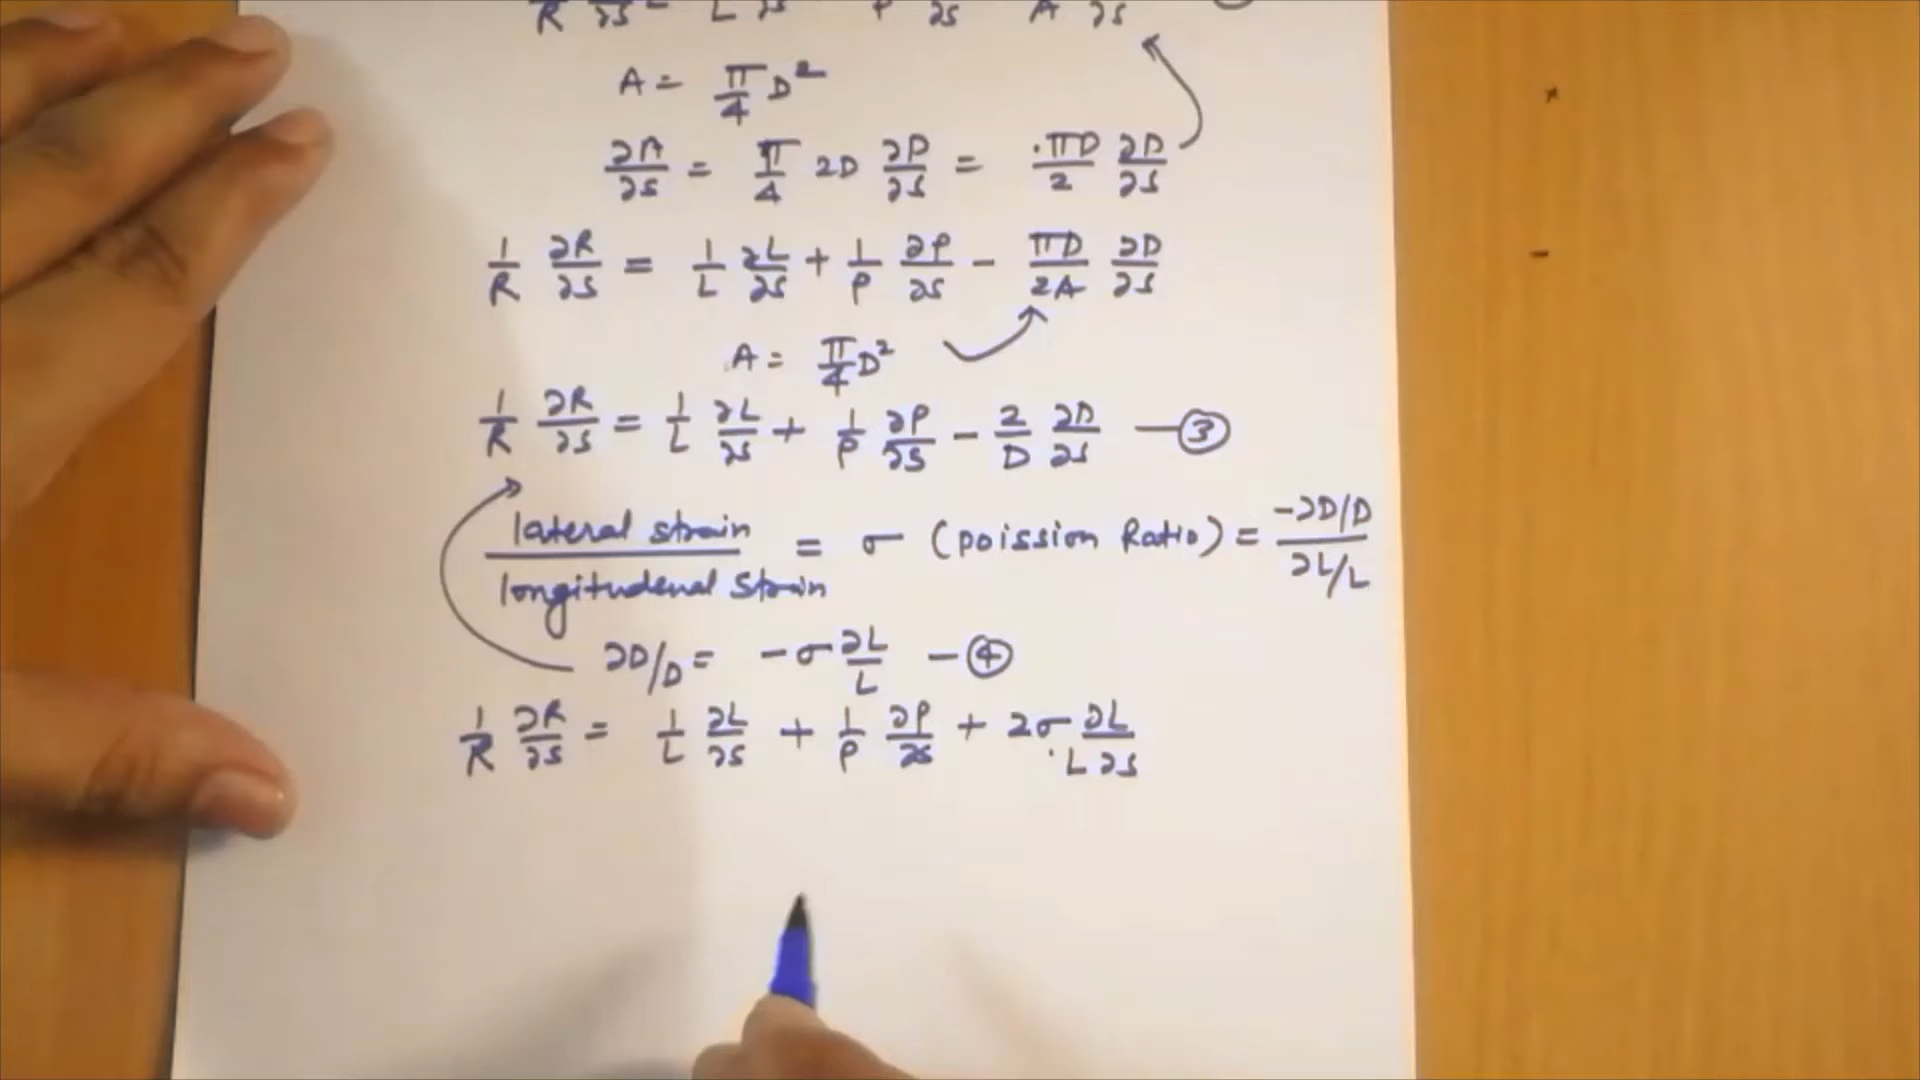 R ∂S = L ∂S ρ ∂S A ∂S
A = π/4 D²
∂A/∂S = π/4 2D ∂D/∂S = πD/2 ∂D/∂S
1/R ∂R/∂S = 1/L ∂L/∂S + 1/ρ ∂ρ/∂S - πD/2A ∂D/∂S
A = π/4 D²
1/R ∂R/∂S = 1/L ∂L/∂S + 1/ρ ∂ρ/∂S - 2/D ∂D/∂S — ③
lateral strain / longitudenal strain = σ (poission Ratio) = -∂D/D / ∂L/L
∂D/D = -σ ∂L/L — ④
1/R ∂R/∂S = 1/L ∂L/∂S + 1/ρ ∂ρ/∂S + 2σ ∂L/L∂S